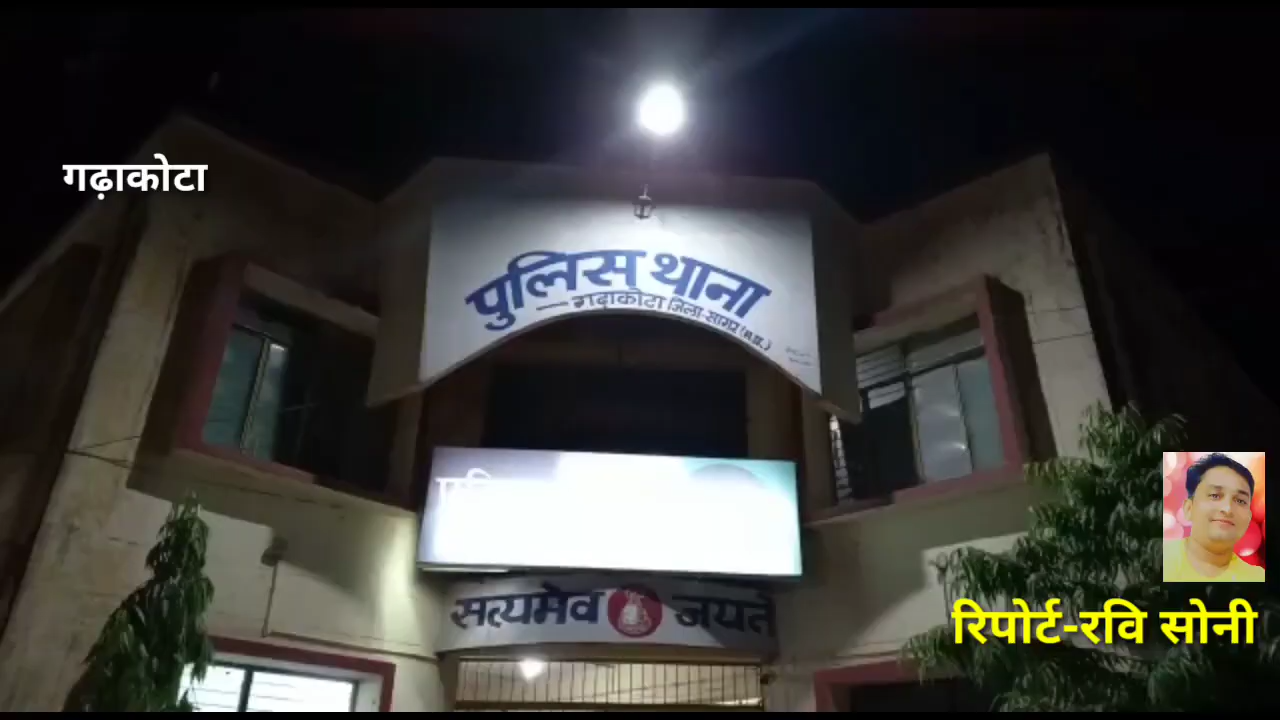 गढ़ाकोटा
पुलिस थाना
गढ़ाकोटा जिला-सागर (म.प्र.)
सत्यमेव जयते
रिपोर्ट-रवि सोनी